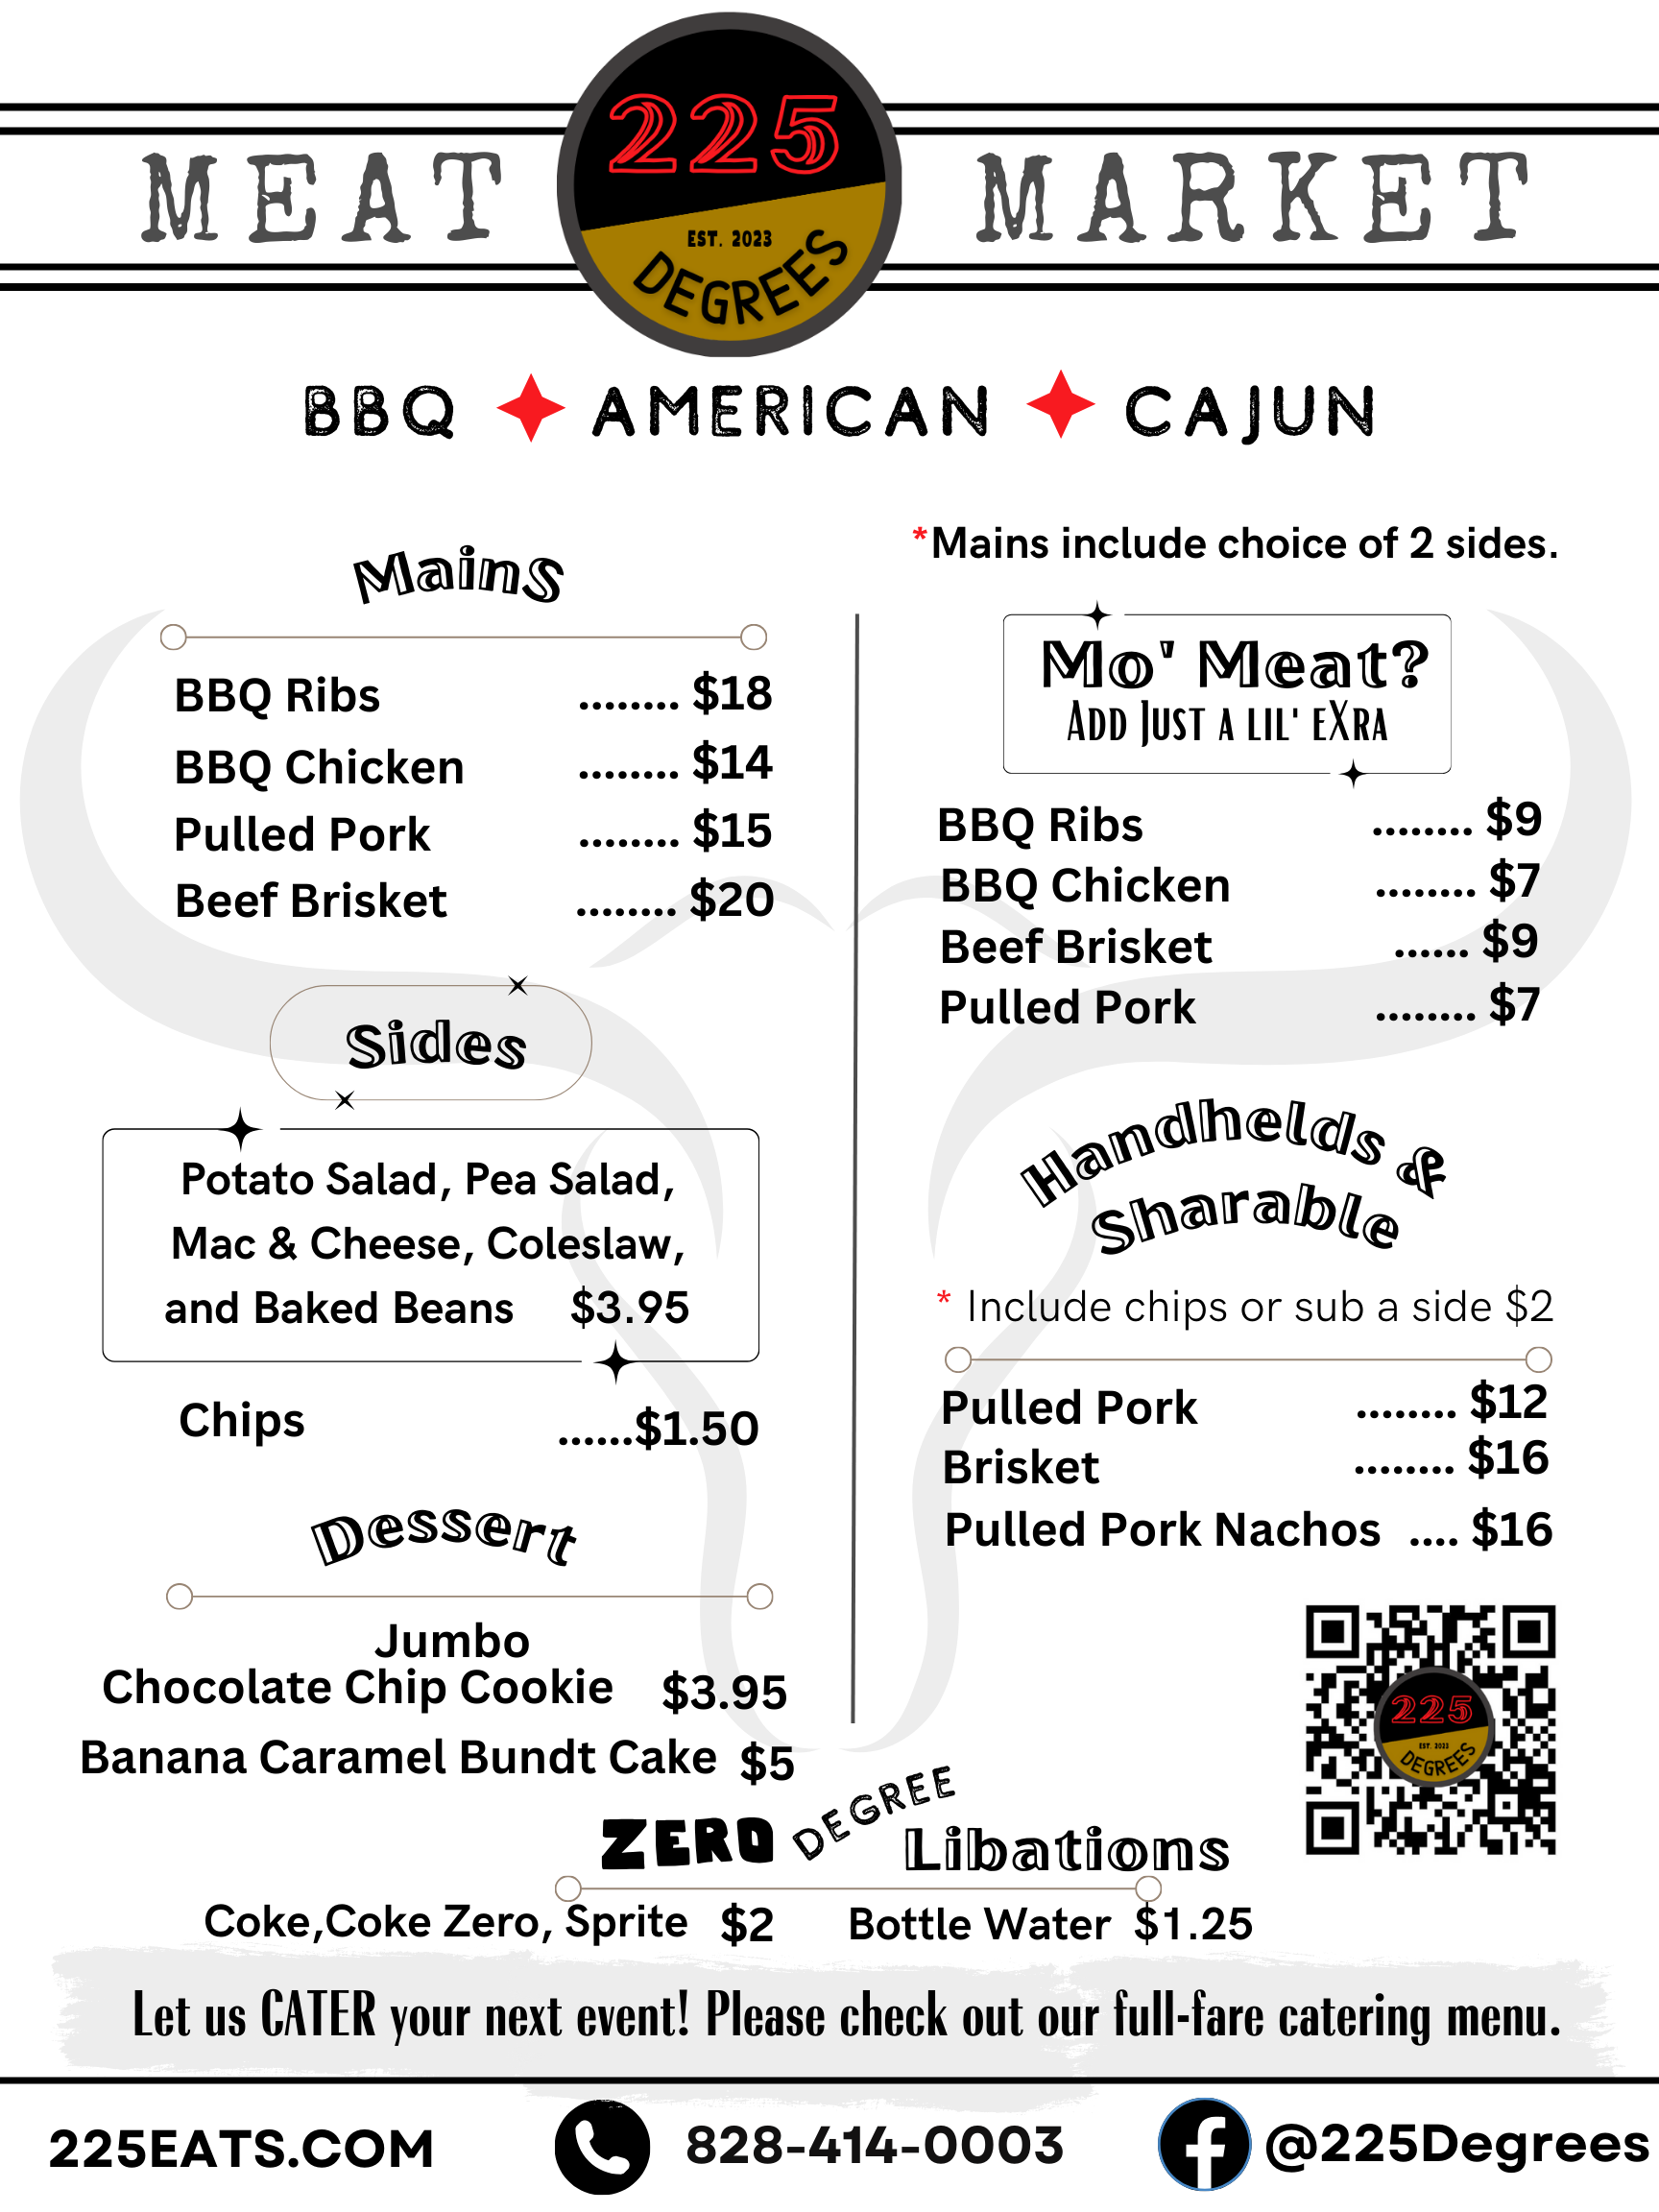 MEAT
225
EST. 2023
DEGREES
MARKET
BBQ AMERICAN CAJUN
*Mains include choice of 2 sides.
Mains
BBQ Ribs ........ $18
BBQ Chicken ........ $14
Pulled Pork ........ $15
Beef Brisket ........ $20
Sides
Potato Salad, Pea Salad,
Mac & Cheese, Coleslaw,
and Baked Beans $3.95
Chips ......$1.50
Dessert
Jumbo
Chocolate Chip Cookie $3.95
Banana Caramel Bundt Cake $5
Mo' Meat?
Add Just a lil' eXra
BBQ Ribs ........ $9
BBQ Chicken ........ $7
Beef Brisket ...... $9
Pulled Pork ........ $7
Handhelds &
Sharable
* Include chips or sub a side $2
Pulled Pork ........ $12
Brisket ........ $16
Pulled Pork Nachos .... $16
225
EST. 2023
DEGREES
ZERO DEGREE Libations
Coke,Coke Zero, Sprite $2 Bottle Water $1.25
Let us CATER your next event! Please check out our full-fare catering menu.
225EATS.COM 828-414-0003 @225Degrees